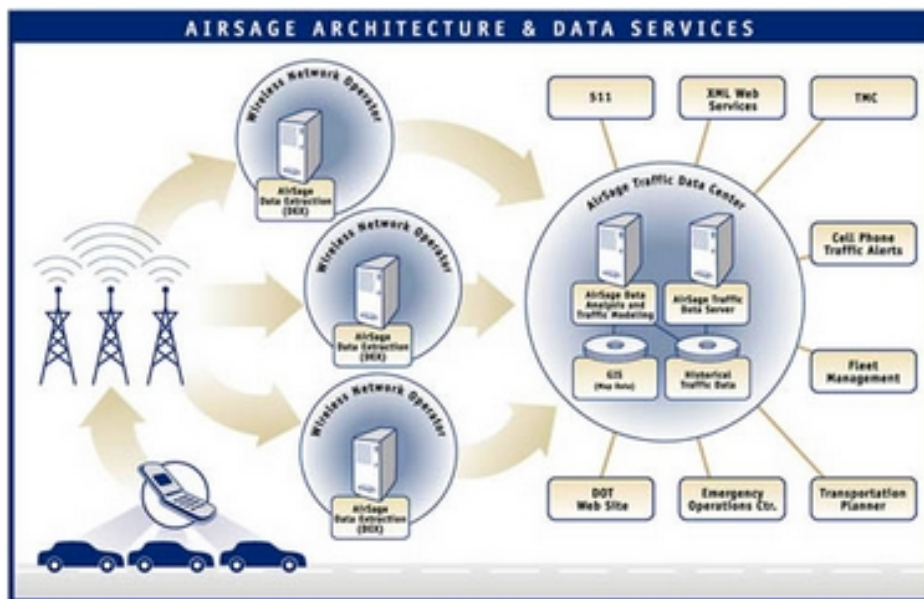 AIRSAGE ARCHITECTURE & DATA SERVICES
Wireless Network Operator
AirSage
Data Extraction
(DEX)
Wireless Network Operator
AirSage
Data Extraction
(DEX)
Wireless Network Operator
AirSage
Data Extraction
(DEX)
511
XML Web
Services
TMC
AirSage Traffic Data Center
AirSage Data
Analysis and
Traffic Modeling
AirSage Traffic
Data Server
GIS
(Map Data)
Historical
Traffic Data
Cell Phone
Traffic Alerts
Fleet
Management
DOT
Web Site
Emergency
Operations Ctr.
Transportation
Planner